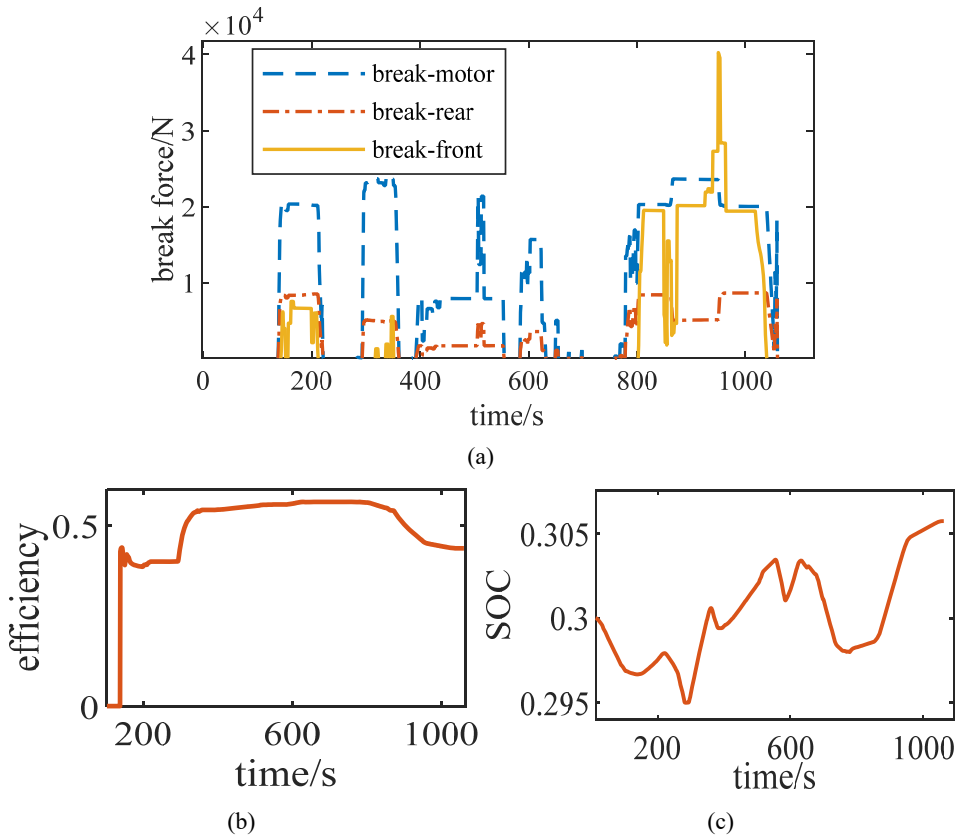 ×10⁴
4
3
2
1
break force/N
break-motor
break-rear
break-front
0 200 400 600 800 1000
time/s
(a)
0.5
0
efficiency
200 600 1000
time/s
(b)
0.305
0.3
0.295
SOC
200 600 1000
time/s
(c)